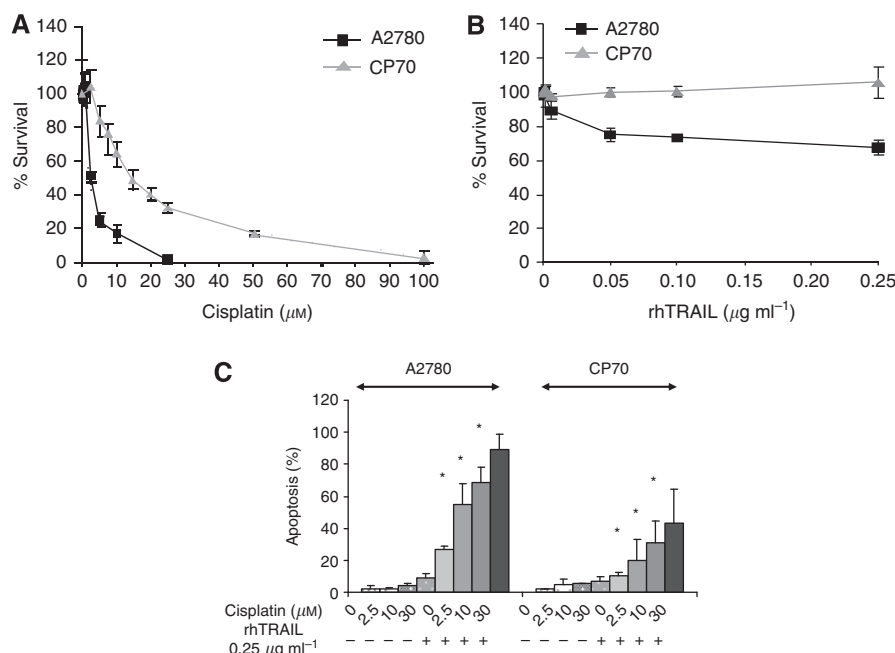 A
140
120
100
80
60
40
20
0
% Survival
A2780
CP70
0 10 20 30 40 50 60 70 80 90 100
Cisplatin (μM)
B
140
120
100
80
60
40
20
0
% Survival
A2780
CP70
0 0.05 0.10 0.15 0.20 0.25
rhTRAIL (μg ml⁻¹)
C
A2780 CP70
120
100
80
60
40
20
0
Apoptosis (%)
* * * * * *
Cisplatin (μM) 0 2.5 10 30 0 2.5 10 30 0 2.5 10 30 0 2.5 10 30
rhTRAIL
0.25 μg ml⁻¹ – – – – + + + + – – – – + + + +